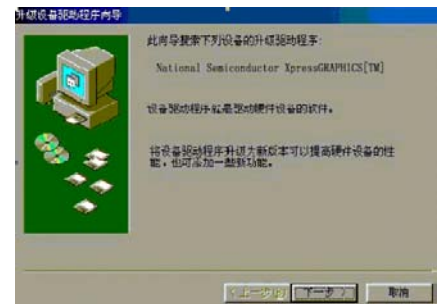 升级设备驱动程序向导
此向导搜索下列设备的升级驱动程序:
National Semiconductor XpressGRAPHICS[TM]
设备驱动程序就是驱动硬件设备的软件。
将设备驱动程序升级为新版本可以提高硬件设备的性
能,也可添加一些新功能。
<上一步(B)
下一步 >
取消